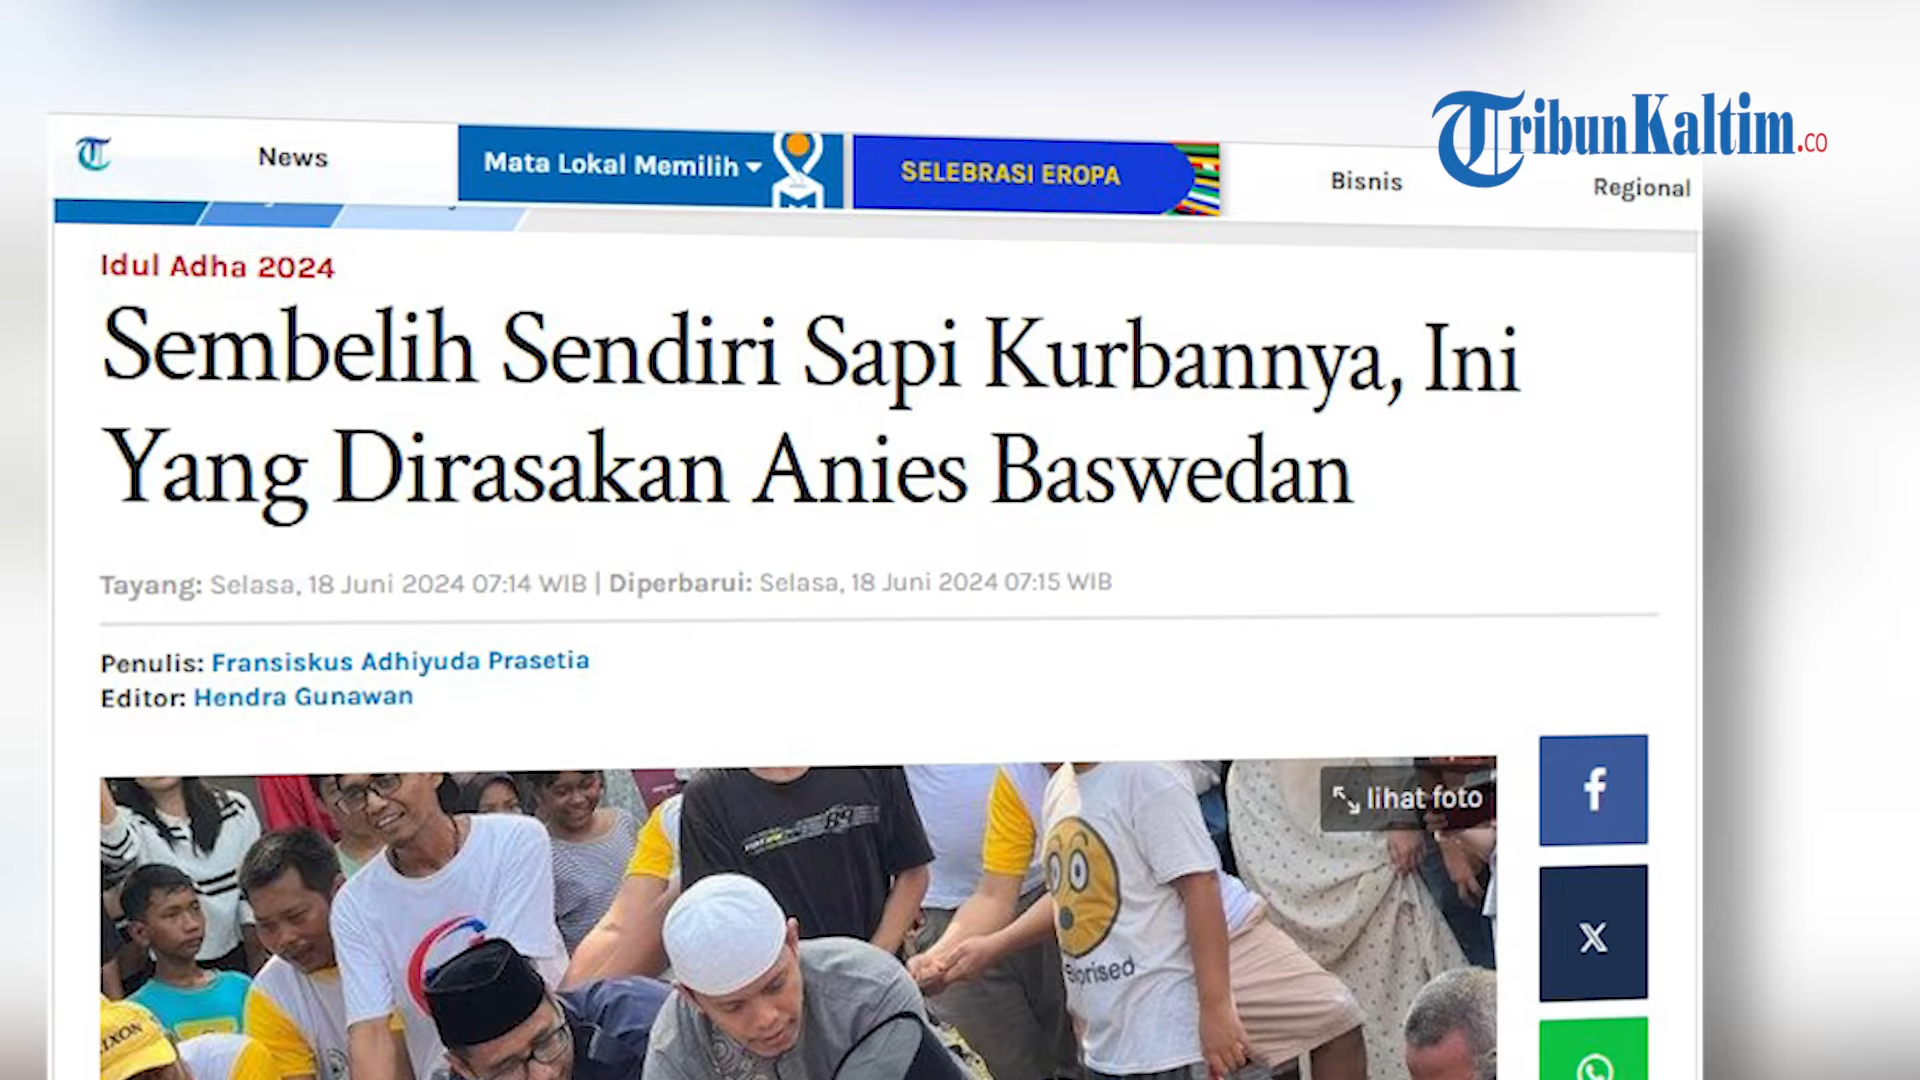 TribunKaltim.co
News
Mata Lokal Memilih
SELEBRASI EROPA
Bisnis
Regional
Idul Adha 2024
Sembelih Sendiri Sapi Kurbannya, Ini
Yang Dirasakan Anies Baswedan
Tayang: Selasa, 18 Juni 2024 07:14 WIB | Diperbarui: Selasa, 18 Juni 2024 07:15 WIB
Penulis: Fransiskus Adhiyuda Prasetia
Editor: Hendra Gunawan
lihat foto